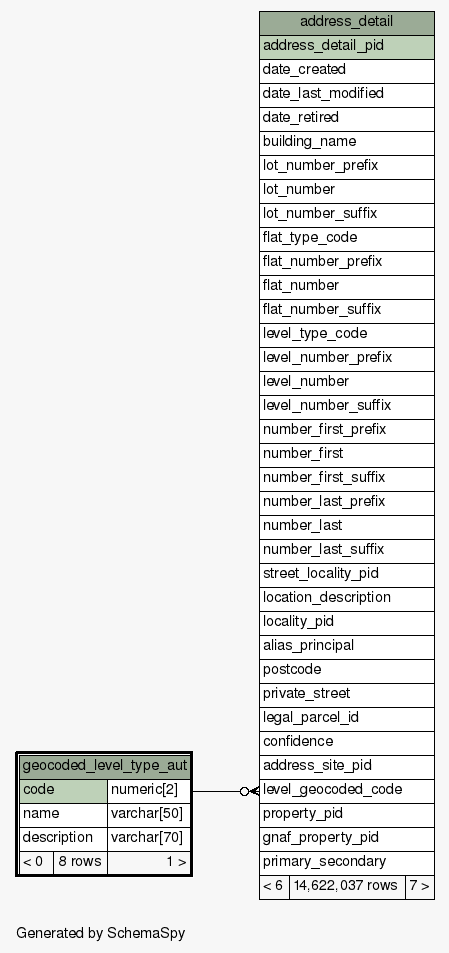 address_detail
address_detail_pid
date_created
date_last_modified
date_retired
building_name
lot_number_prefix
lot_number
lot_number_suffix
flat_type_code
flat_number_prefix
flat_number
flat_number_suffix
level_type_code
level_number_prefix
level_number
level_number_suffix
number_first_prefix
number_first
number_first_suffix
number_last_prefix
number_last
number_last_suffix
street_locality_pid
location_description
locality_pid
alias_principal
postcode
private_street
legal_parcel_id
confidence
address_site_pid
level_geocoded_code
property_pid
gnaf_property_pid
primary_secondary
< 6 14,622,037 rows 7 >
geocoded_level_type_aut
code numeric[2]
name varchar[50]
description varchar[70]
< 0 8 rows 1 >
Generated by SchemaSpy